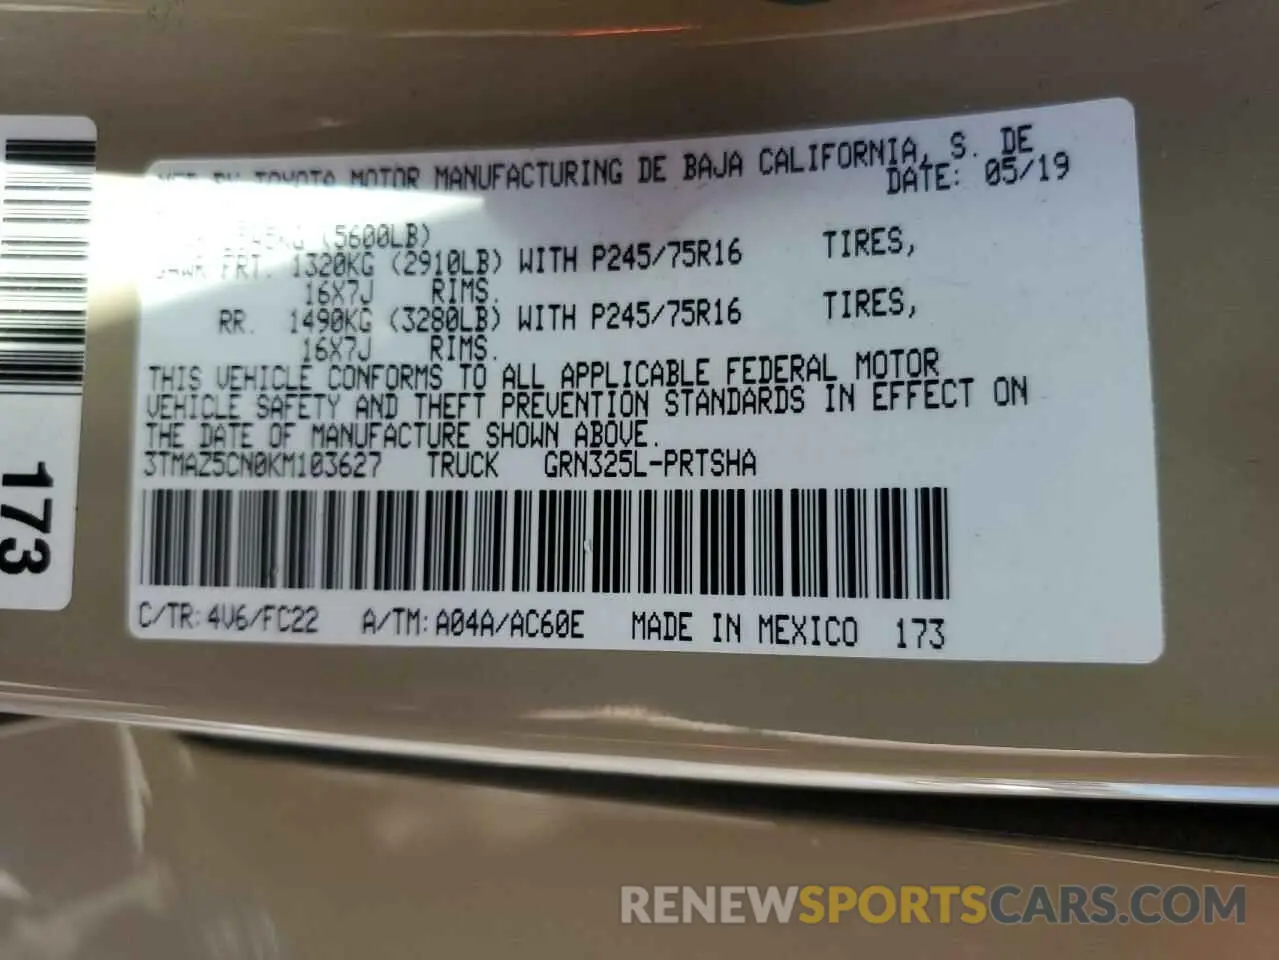 TOYOTA MOTOR MANUFACTURING DE BAJA CALIFORNIA, S. DE
DATE: 05/19
(5600LB)
FRT. 1320KG (2910LB) WITH P245/75R16 TIRES,
16X7J RIMS.
RR. 1490KG (3280LB) WITH P245/75R16 TIRES,
16X7J RIMS.
THIS VEHICLE CONFORMS TO ALL APPLICABLE FEDERAL MOTOR
VEHICLE SAFETY AND THEFT PREVENTION STANDARDS IN EFFECT ON
THE DATE OF MANUFACTURE SHOWN ABOVE.
3TMAZ5CN0KM103627 TRUCK GRN325L-PRTSHA
C/TR:4V6/FC22 A/TM:A04A/AC60E MADE IN MEXICO 173
173
RENEWSPORTSCARS.COM